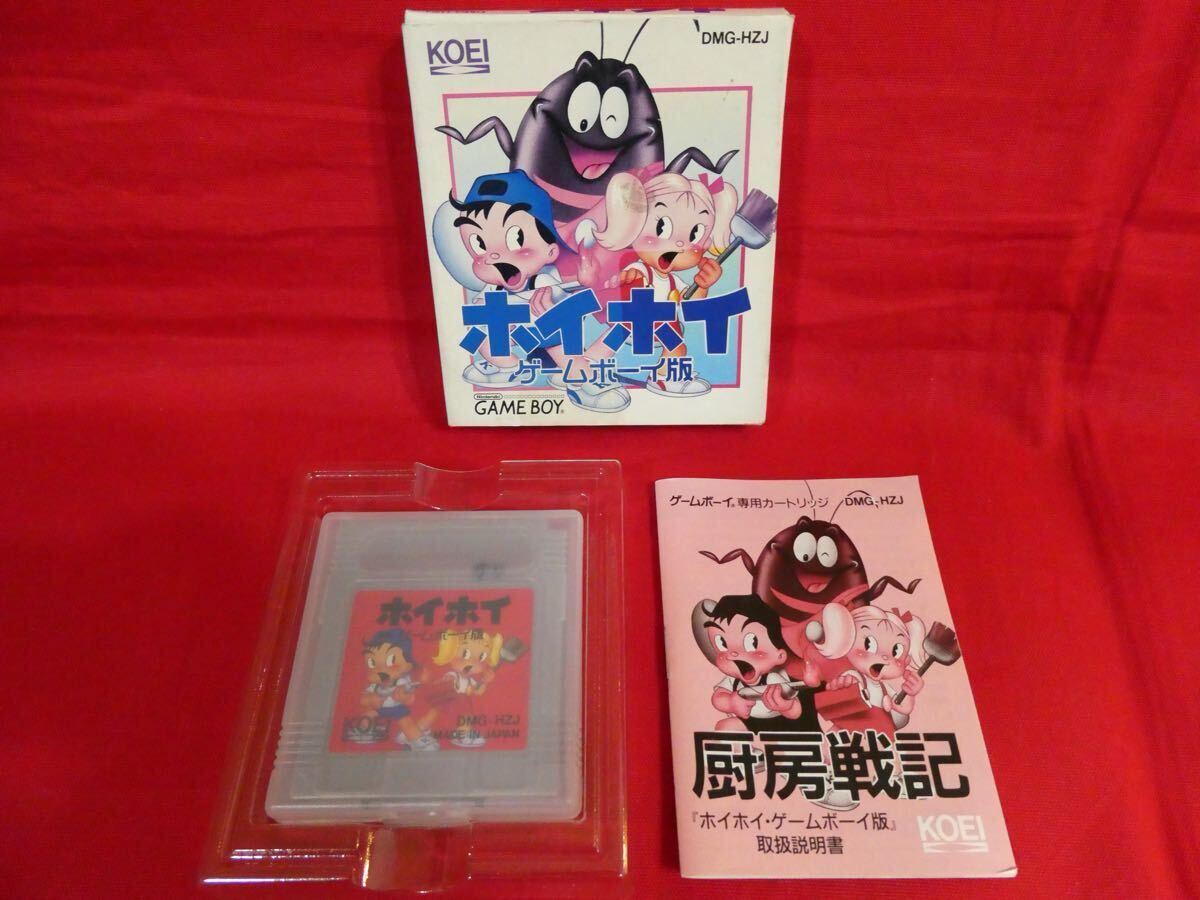 KOEI
DMG-HZJ
ホイホイ
ゲームボーイ版
Nintendo
GAME BOY®
ホイホイ
ゲームボーイ版
KOEI
DMG-HZJ
MADE IN JAPAN
ゲームボーイ®専用カートリッジ DMG-HZJ
厨房戦記
『ホイホイ・ゲームボーイ版』
取扱説明書
KOEI